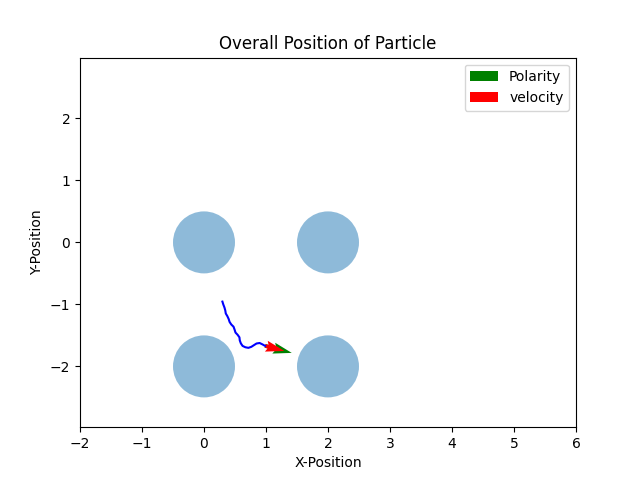 Overall Position of Particle
Polarity
velocity
2
1
0
−1
−2
Y-Position
−2
−1
0
1
2
3
4
5
6
X-Position